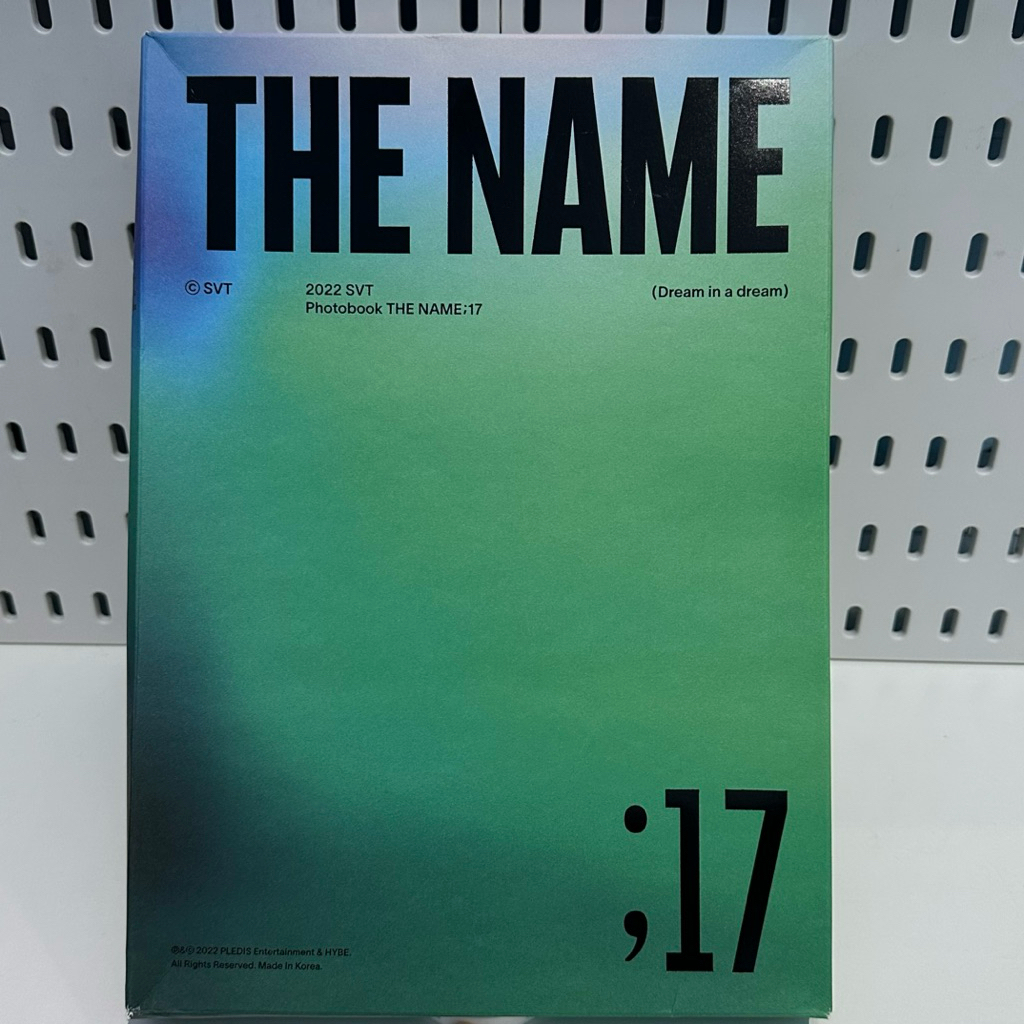 THE NAME
© SVT
2022 SVT
Photobook THE NAME;17
(Dream in a dream)
;17
℗&© 2022 PLEDIS Entertainment & HYBE.
All Rights Reserved. Made In Korea.